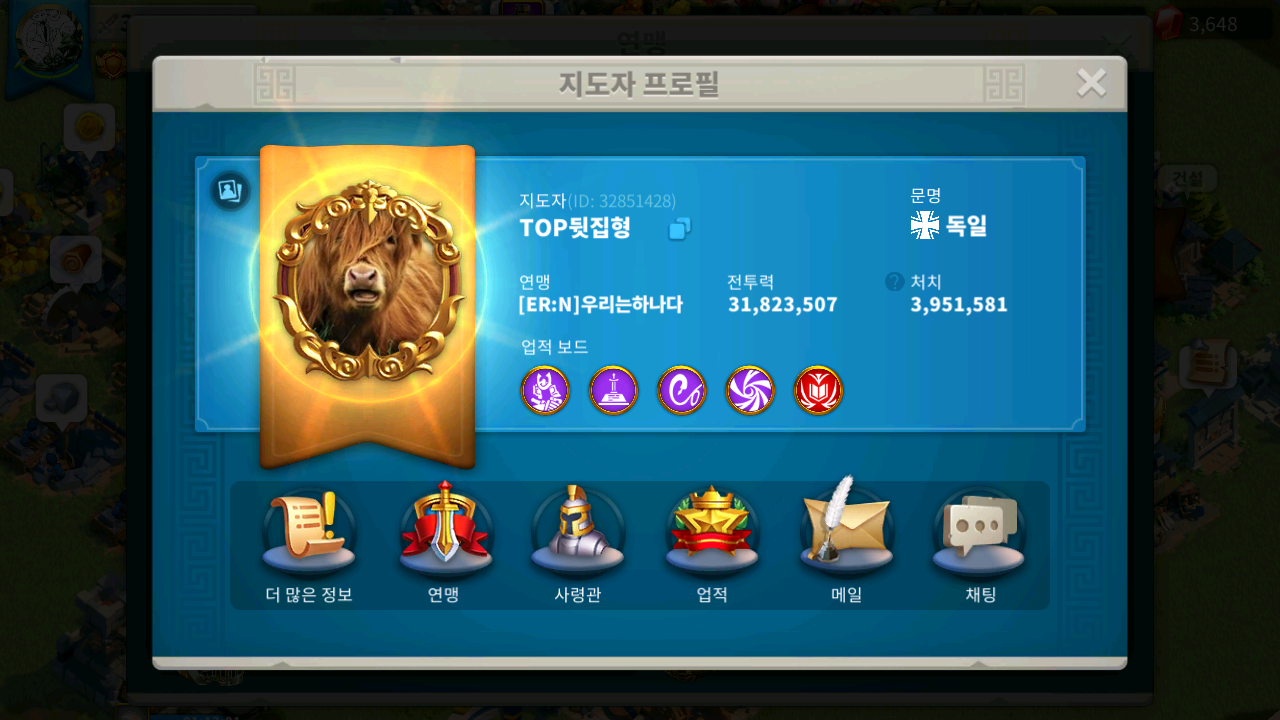 연맹
3,648
지도자 프로필
건설
지도자(ID: 32851428)
TOP뒷집형
문명
독일
연맹
[ER:N]우리는하나다
전투력
31,823,507
? 처치
3,951,581
업적 보드
더 많은 정보
연맹
사령관
업적
메일
채팅